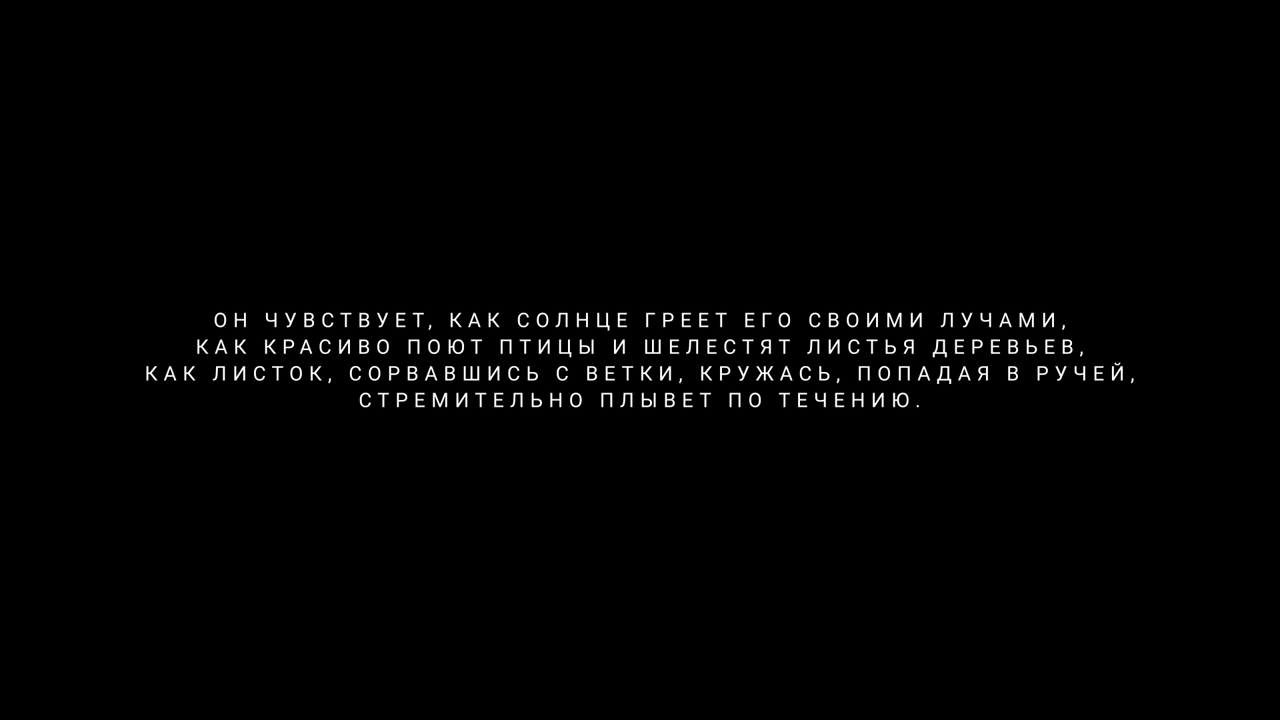 ОН ЧУВСТВУЕТ, КАК СОЛНЦЕ ГРЕЕТ ЕГО СВОИМИ ЛУЧАМИ,
КАК КРАСИВО ПОЮТ ПТИЦЫ И ШЕЛЕСТЯТ ЛИСТЬЯ ДЕРЕВЬЕВ,
КАК ЛИСТОК, СОРВАВШИСЬ С ВЕТКИ, КРУЖАСЬ, ПОПАДАЯ В РУЧЕЙ,
СТРЕМИТЕЛЬНО ПЛЫВЕТ ПО ТЕЧЕНИЮ.